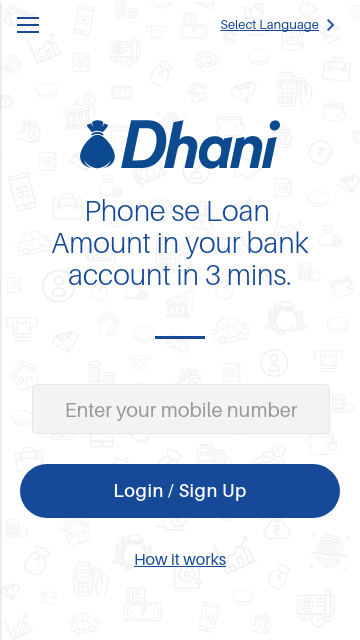 Select Language
Dhani
Phone se Loan
Amount in your bank
account in 3 mins.
Enter your mobile number
Login / Sign Up
How it works